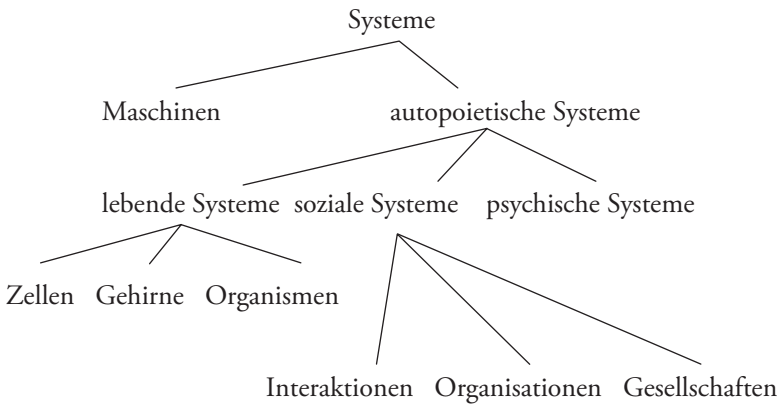 Systeme
Maschinen autopoietische Systeme
lebende Systeme soziale Systeme psychische Systeme
Zellen Gehirne Organismen
Interaktionen Organisationen Gesellschaften